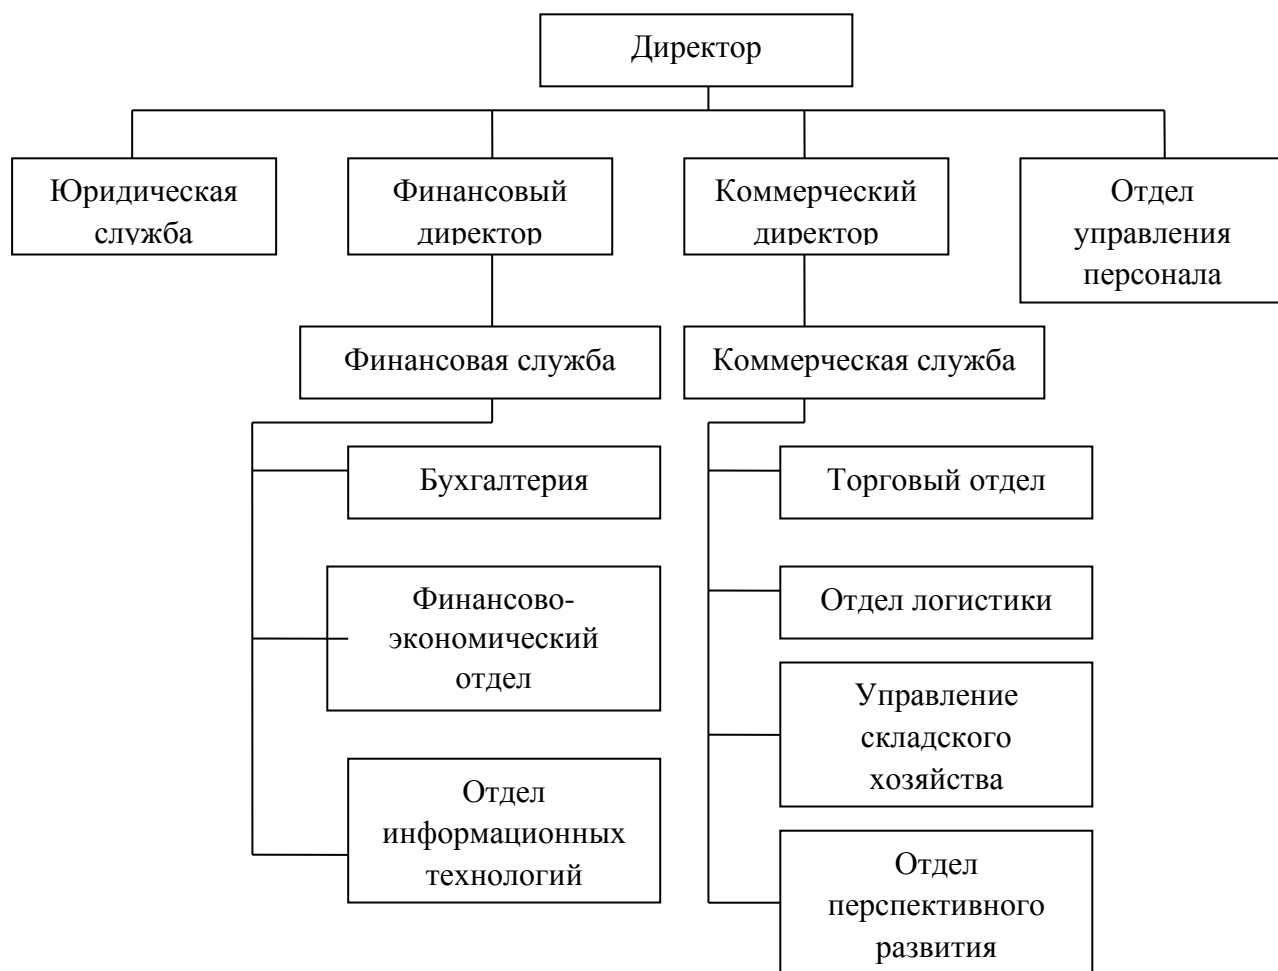 Директор
Юридическая
служба
Финансовый
директор
Коммерческий
директор
Отдел
управления
персонала
Финансовая служба
Коммерческая служба
Бухгалтерия
Торговый отдел
Финансово-
экономический
отдел
Отдел логистики
Управление
складского
хозяйства
Отдел
информационных
технологий
Отдел
перспективного
развития